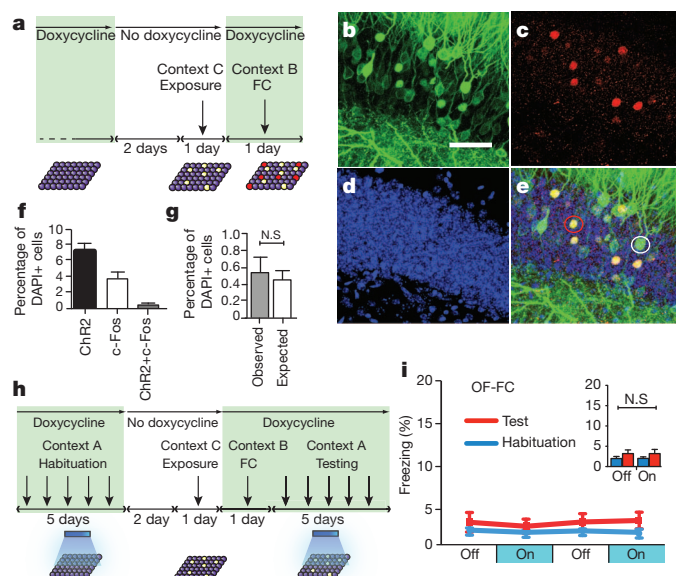 a
Doxycycline No doxycycline Doxycycline
Context C Context B
Exposure FC
2 days 1 day 1 day
b
c
d
e
f
Percentage of
DAPI+ cells
10
8
6
4
2
0
ChR2
c-Fos
ChR2+c-Fos
g
N.S
Percentage of
DAPI+ cells
1.0
0.8
0.6
0.4
0.2
0
Observed
Expected
h
Doxycycline No doxycycline Doxycycline
Context A Context C Context B Context A
Habituation Exposure FC Testing
5 days 2 day 1 day 1 day 5 days
i
OF-FC
Test
Habituation
Freezing (%)
20
15
10
5
0
Off On Off On
N.S
20
15
10
5
0
Off On